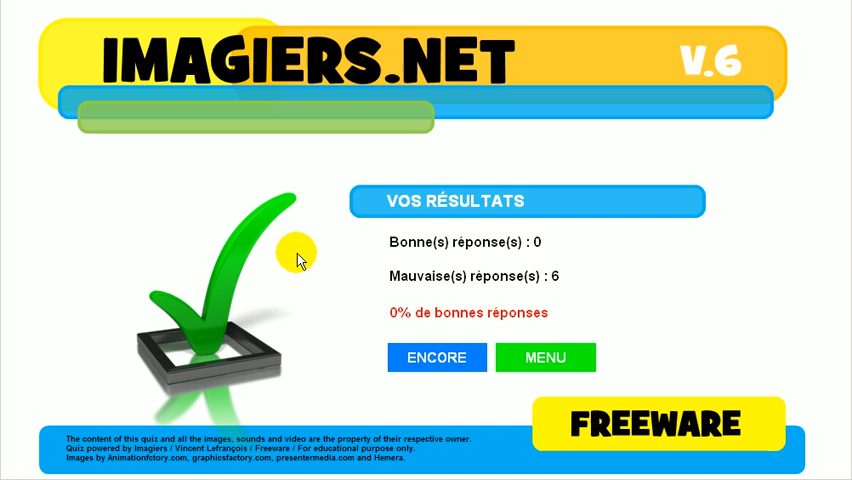 IMAGIERS.NET
V.6
VOS RÉSULTATS
Bonne(s) réponse(s) : 0
Mauvaise(s) réponse(s) : 6
0% de bonnes réponses
ENCORE
MENU
FREEWARE
The content of this quiz and all the images, sounds and video are the property of their respective owner.
Quiz powered by Imagiers / Vincent Lefrançois / Freeware / For educational purpose only.
Images by Animationfctory.com, graphicsfactory.com, presentermedia.com and Hemera.